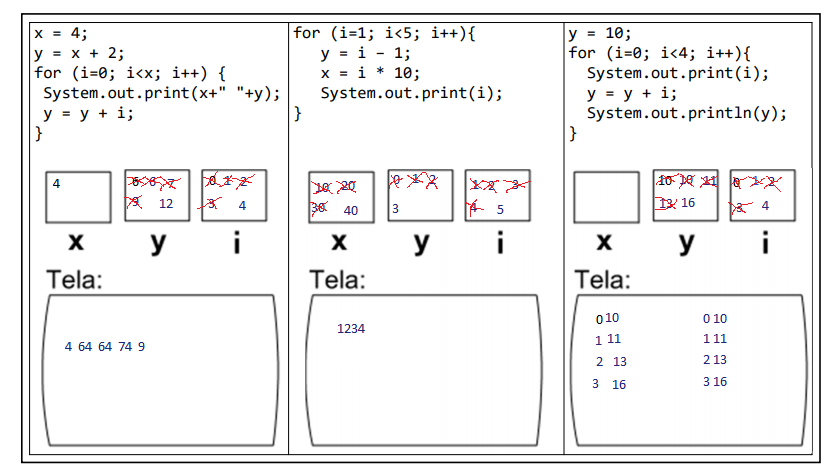 x = 4;
y = x + 2;
for (i=0; i<x; i++) {
System.out.print(x+" "+y);
y = y + i;
}
4
6 6 7
9 12
0 1 2
3 4
x y i
Tela:
4 64 64 74 9
for (i=1; i<5; i++){
y = i – 1;
x = i * 10;
System.out.print(i);
}
10 20
30 40
0 1 2
3
1 2 3
4 5
x y i
Tela:
1234
y = 10;
for (i=0; i<4; i++){
System.out.print(i);
y = y + i;
System.out.println(y);
}
10 10 11
13 16
0 1 2
3 4
x y i
Tela:
0 10 0 10
1 11 1 11
2 13 2 13
3 16 3 16